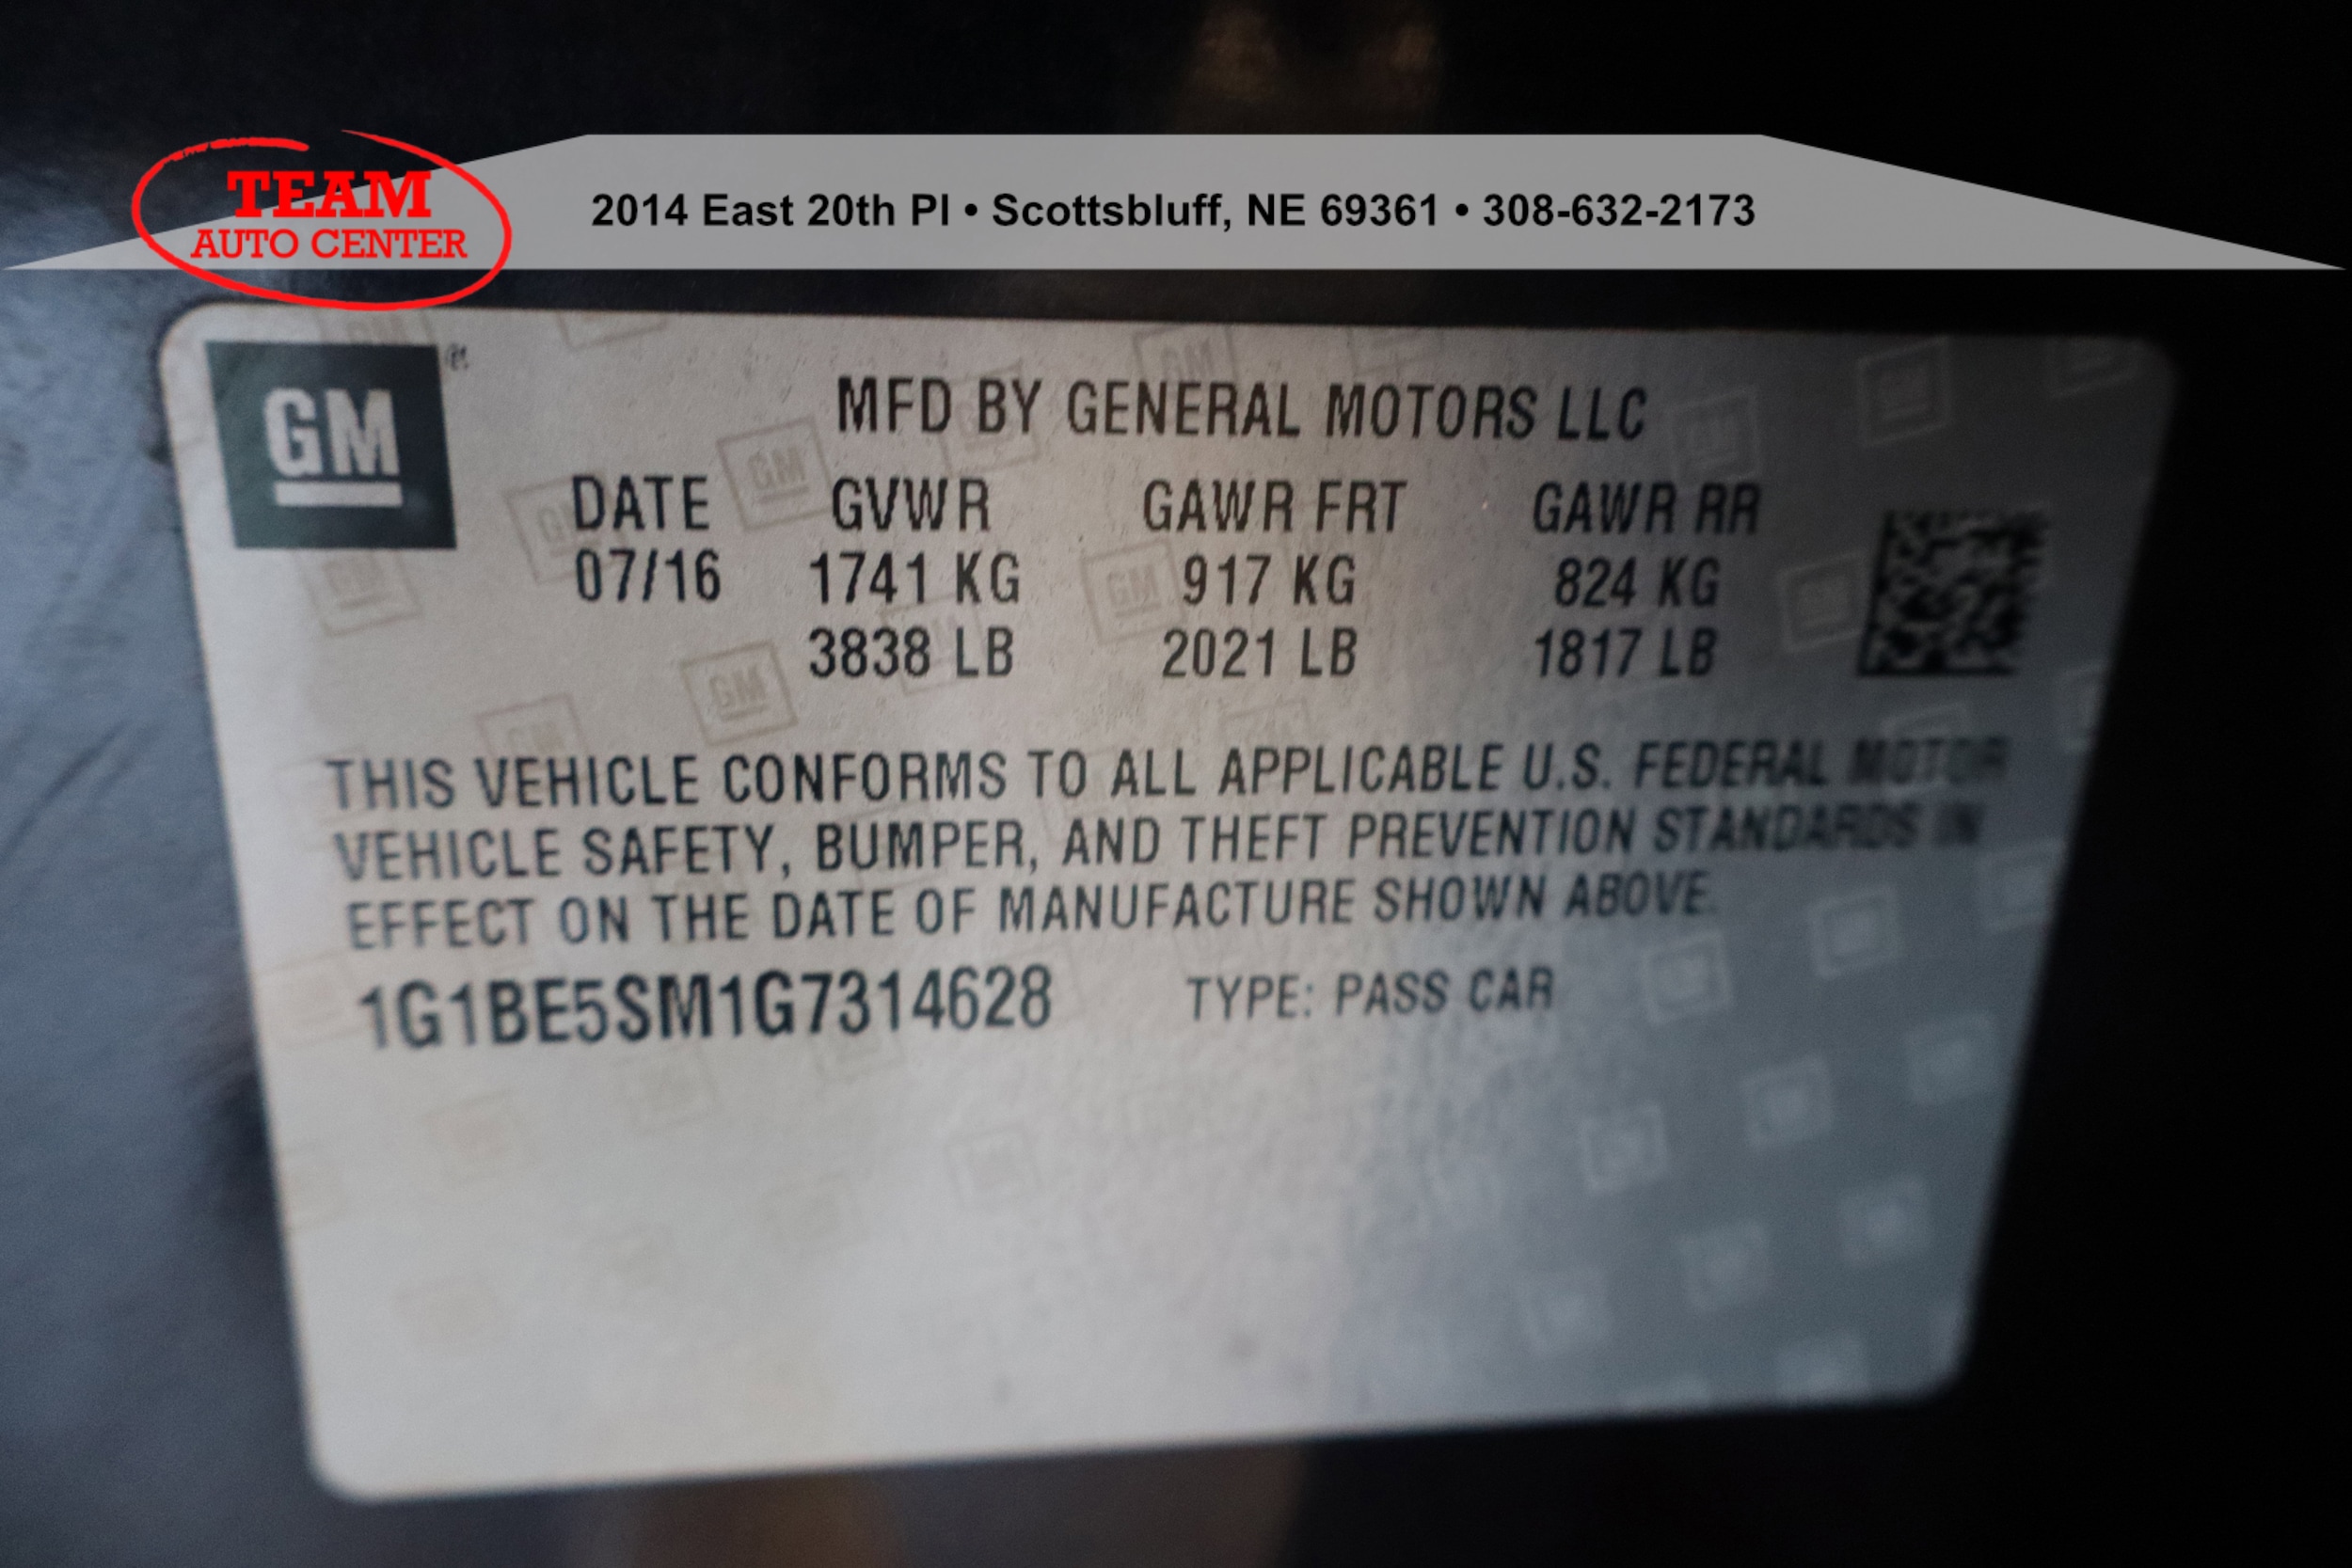 TEAM
AUTO CENTER
2014 East 20th Pl • Scottsbluff, NE 69361 • 308-632-2173
GM
MFD BY GENERAL MOTORS LLC
DATE GVWR GAWR FRT GAWR RR
07/16 1741 KG 917 KG 824 KG
3838 LB 2021 LB 1817 LB
THIS VEHICLE CONFORMS TO ALL APPLICABLE U.S. FEDERAL MOTOR
VEHICLE SAFETY, BUMPER, AND THEFT PREVENTION STANDARDS IN
EFFECT ON THE DATE OF MANUFACTURE SHOWN ABOVE.
1G1BE5SM1G7314628 TYPE: PASS CAR